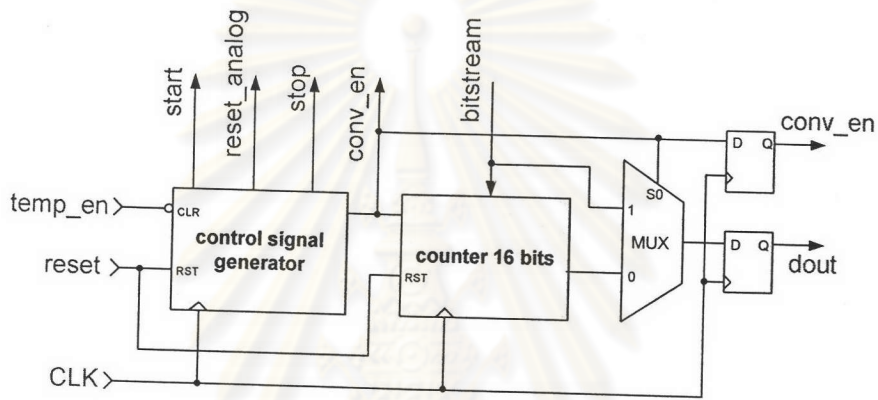 start
reset_analog
stop
conv_en
bitstream
conv_en
D Q
temp_en
CLR
S0
1
control signal
generator
counter 16 bits
MUX
D Q
reset
RST
RST
0
dout
CLK